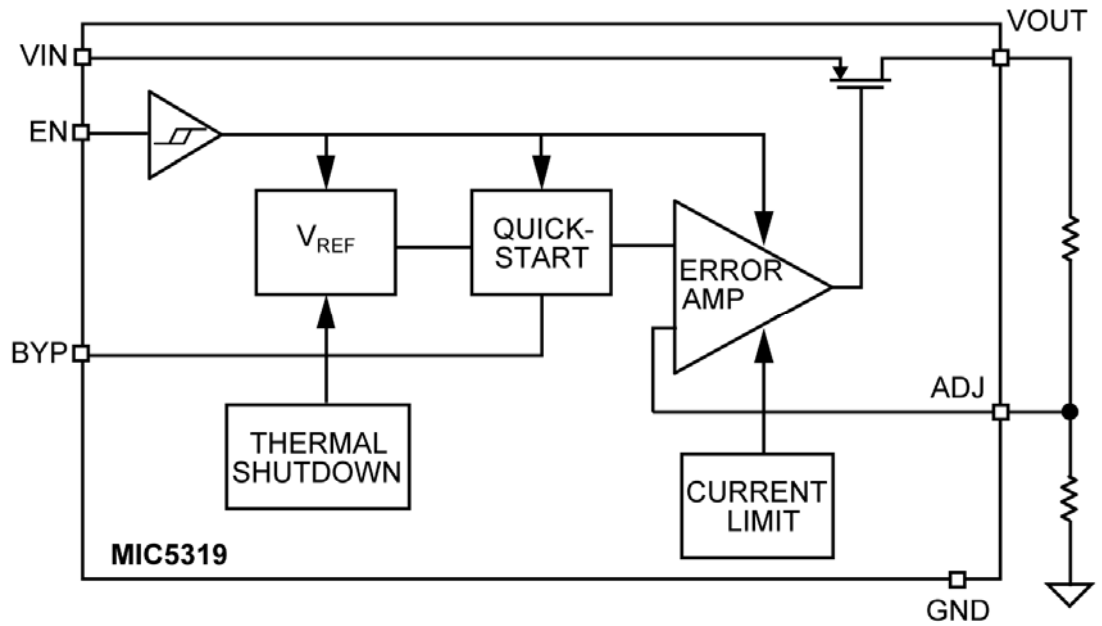 VOUT
VIN
EN
VREF
QUICK-
START
ERROR
AMP
BYP
ADJ
THERMAL
SHUTDOWN
CURRENT
LIMIT
MIC5319
GND